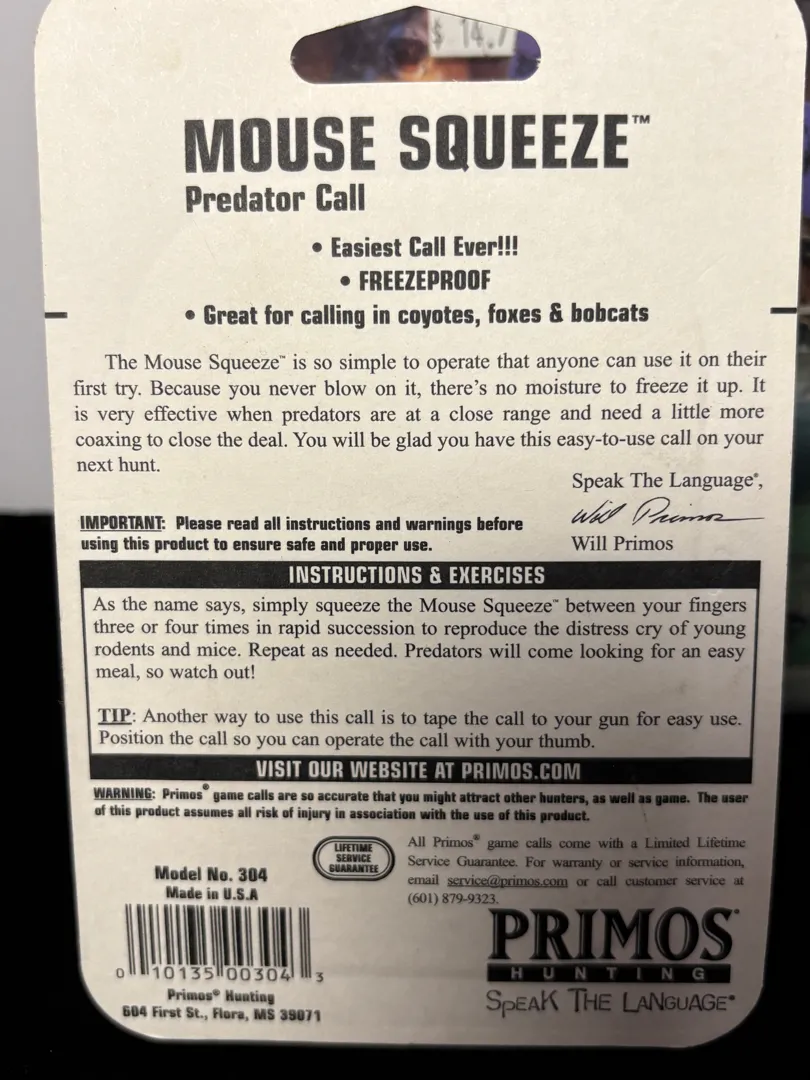 $ 14.7
MOUSE SQUEEZE™
Predator Call
• Easiest Call Ever!!!
• FREEZEPROOF
• Great for calling in coyotes, foxes & bobcats
The Mouse Squeeze™ is so simple to operate that anyone can use it on their
first try. Because you never blow on it, there's no moisture to freeze it up. It
is very effective when predators are at a close range and need a little more
coaxing to close the deal. You will be glad you have this easy-to-use call on your
next hunt.
Speak The Language®,
Will Primos
Will Primos
IMPORTANT: Please read all instructions and warnings before
using this product to ensure safe and proper use.
INSTRUCTIONS & EXERCISES
As the name says, simply squeeze the Mouse Squeeze™ between your fingers
three or four times in rapid succession to reproduce the distress cry of young
rodents and mice. Repeat as needed. Predators will come looking for an easy
meal, so watch out!
TIP: Another way to use this call is to tape the call to your gun for easy use.
Position the call so you can operate the call with your thumb.
VISIT OUR WEBSITE AT PRIMOS.COM
WARNING: Primos® game calls are so accurate that you might attract other hunters, as well as game. The user
of this product assumes all risk of injury in association with the use of this product.
LIFETIME
SERVICE
GUARANTEE
All Primos® game calls come with a Limited Lifetime
Service Guarantee. For warranty or service information,
email service@primos.com or call customer service at
(601) 879-9323.
Model No. 304
Made in U.S.A
0 10135 00304 3
Primos® Hunting
604 First St., Flora, MS 39071
PRIMOS®
HUNTING
SPEAK THE LANGUAGE®